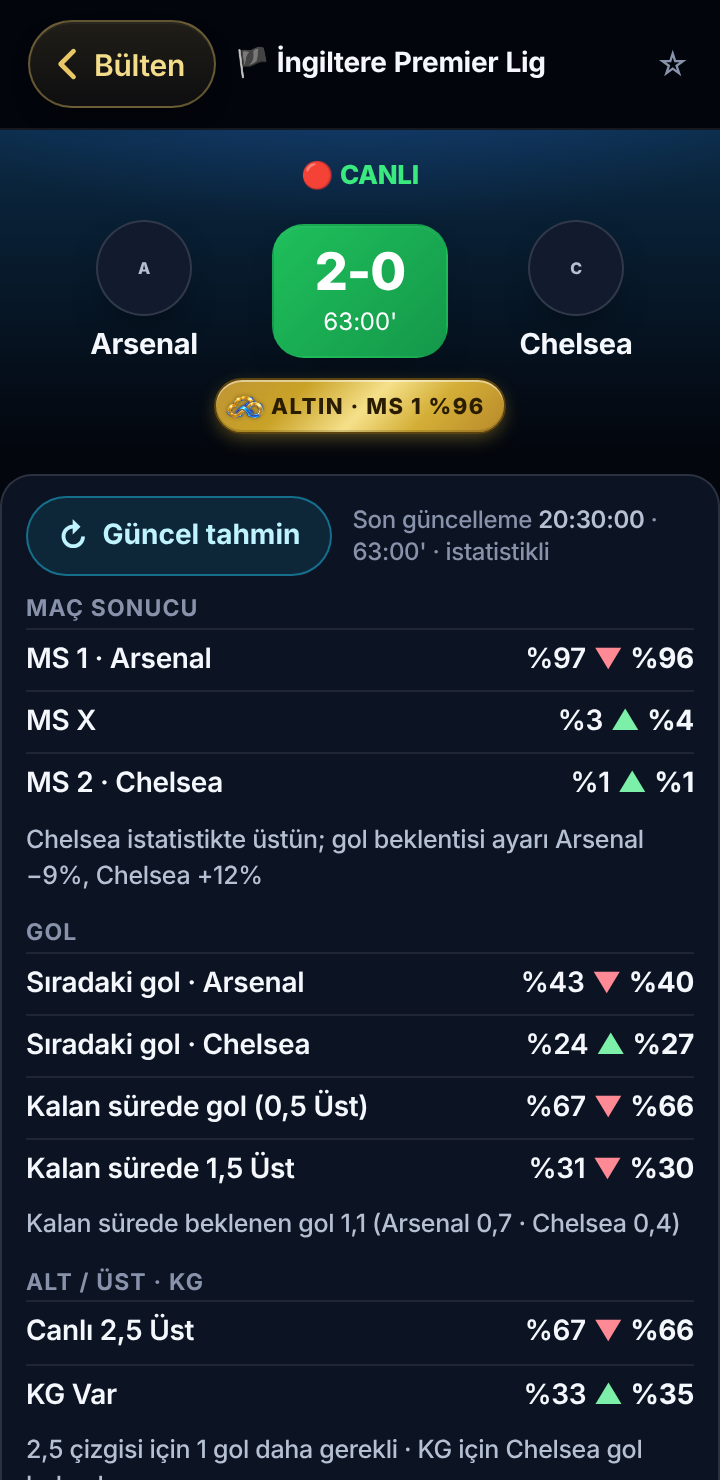 Bülten
İngiltere Premier Lig
CANLI
A
2-0
63:00'
C
Arsenal
Chelsea
ALTIN · MS 1 %96
Güncel tahmin
Son güncelleme 20:30:00 ·
63:00' · istatistikli
MAÇ SONUCU
MS 1 · Arsenal %97 ▼ %96
MS X %3 ▲ %4
MS 2 · Chelsea %1 ▲ %1
Chelsea istatistikte üstün; gol beklentisi ayarı Arsenal
−9%, Chelsea +12%
GOL
Sıradaki gol · Arsenal %43 ▼ %40
Sıradaki gol · Chelsea %24 ▲ %27
Kalan sürede gol (0,5 Üst) %67 ▼ %66
Kalan sürede 1,5 Üst %31 ▼ %30
Kalan sürede beklenen gol 1,1 (Arsenal 0,7 · Chelsea 0,4)
ALT / ÜST · KG
Canlı 2,5 Üst %67 ▼ %66
KG Var %33 ▲ %35
2,5 çizgisi için 1 gol daha gerekli · KG için Chelsea gol